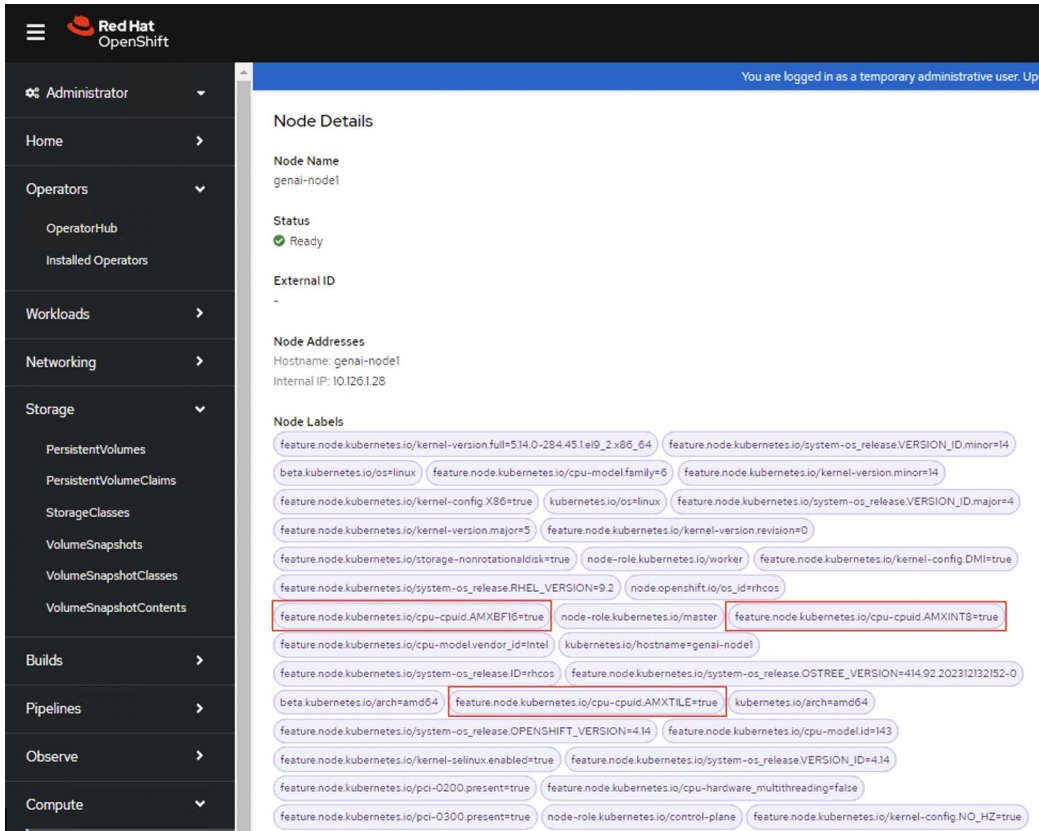 Red Hat
OpenShift
You are logged in as a temporary administrative user. Up
Administrator
Home
Operators
OperatorHub
Installed Operators
Workloads
Networking
Storage
PersistentVolumes
PersistentVolumeClaims
StorageClasses
VolumeSnapshots
VolumeSnapshotClasses
VolumeSnapshotContents
Builds
Pipelines
Observe
Compute
Node Details
Node Name
genai-node1
Status
Ready
External ID
-
Node Addresses
Hostname: genai-node1
Internal IP: 10.126.1.28
Node Labels
feature.node.kubernetes.io/kernel-version.full=5.14.0-284.45.1.el9_2.x86_64 feature.node.kubernetes.io/system-os_release.VERSION_ID.minor=14
beta.kubernetes.io/os=linux feature.node.kubernetes.io/cpu-model.family=6 feature.node.kubernetes.io/kernel-version.minor=14
feature.node.kubernetes.io/kernel-config.X86=true kubernetes.io/os=linux feature.node.kubernetes.io/system-os_release.VERSION_ID.major=4
feature.node.kubernetes.io/kernel-version.major=5 feature.node.kubernetes.io/kernel-version.revision=0
feature.node.kubernetes.io/storage-nonrotationaldisk=true node-role.kubernetes.io/worker feature.node.kubernetes.io/kernel-config.DMI=true
feature.node.kubernetes.io/system-os_release.RHEL_VERSION=9.2 node.openshift.io/os_id=rhcos
feature.node.kubernetes.io/cpu-cpuid.AMXBF16=true node-role.kubernetes.io/master feature.node.kubernetes.io/cpu-cpuid.AMXINT8=true
feature.node.kubernetes.io/cpu-model.vendor_id=Intel kubernetes.io/hostname=genai-node1
feature.node.kubernetes.io/system-os_release.ID=rhcos feature.node.kubernetes.io/system-os_release.OSTREE_VERSION=414.92.202312132152-0
beta.kubernetes.io/arch=amd64 feature.node.kubernetes.io/cpu-cpuid.AMXTILE=true kubernetes.io/arch=amd64
feature.node.kubernetes.io/system-os_release.OPENSHIFT_VERSION=4.14 feature.node.kubernetes.io/cpu-model.id=143
feature.node.kubernetes.io/kernel-selinux.enabled=true feature.node.kubernetes.io/system-os_release.VERSION_ID=4.14
feature.node.kubernetes.io/pci-0200.present=true feature.node.kubernetes.io/cpu-hardware_multithreading=false
feature.node.kubernetes.io/pci-0300.present=true node-role.kubernetes.io/control-plane feature.node.kubernetes.io/kernel-config.NO_HZ=true